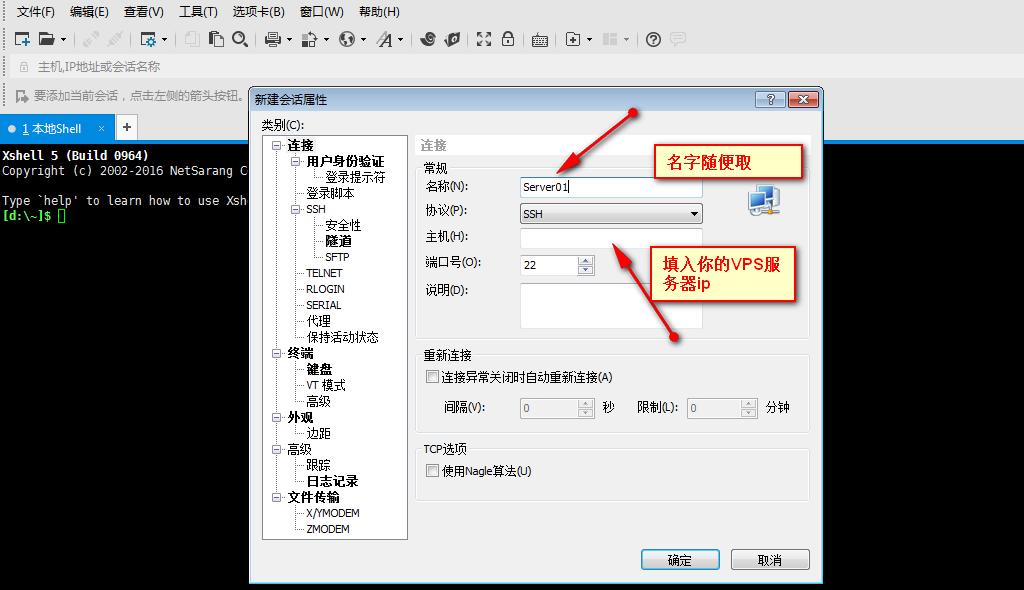 文件(F) 编辑(E) 查看(V) 工具(T) 选项卡(B) 窗口(W) 帮助(H)
主机,IP地址或会话名称
要添加当前会话，点击左侧的箭头按钮。
1 本地Shell × +
Xshell 5 (Build 0964)
Copyright (c) 2002-2016 NetSarang C
Type `help' to learn how to use Xshe
[d:\~]$
新建会话属性
类别(C):
连接
用户身份验证
登录提示符
登录脚本
SSH
安全性
隧道
SFTP
TELNET
RLOGIN
SERIAL
代理
保持活动状态
终端
键盘
VT 模式
高级
外观
边距
高级
跟踪
日志记录
文件传输
X/YMODEM
ZMODEM
连接
常规
名称(N): Server01
协议(P): SSH
主机(H):
端口号(O): 22
说明(D):
名字随便取
填入你的VPS服
务器ip
重新连接
连接异常关闭时自动重新连接(A)
间隔(V): 0 秒 限制(L): 0 分钟
TCP选项
使用Nagle算法(U)
确定 取消